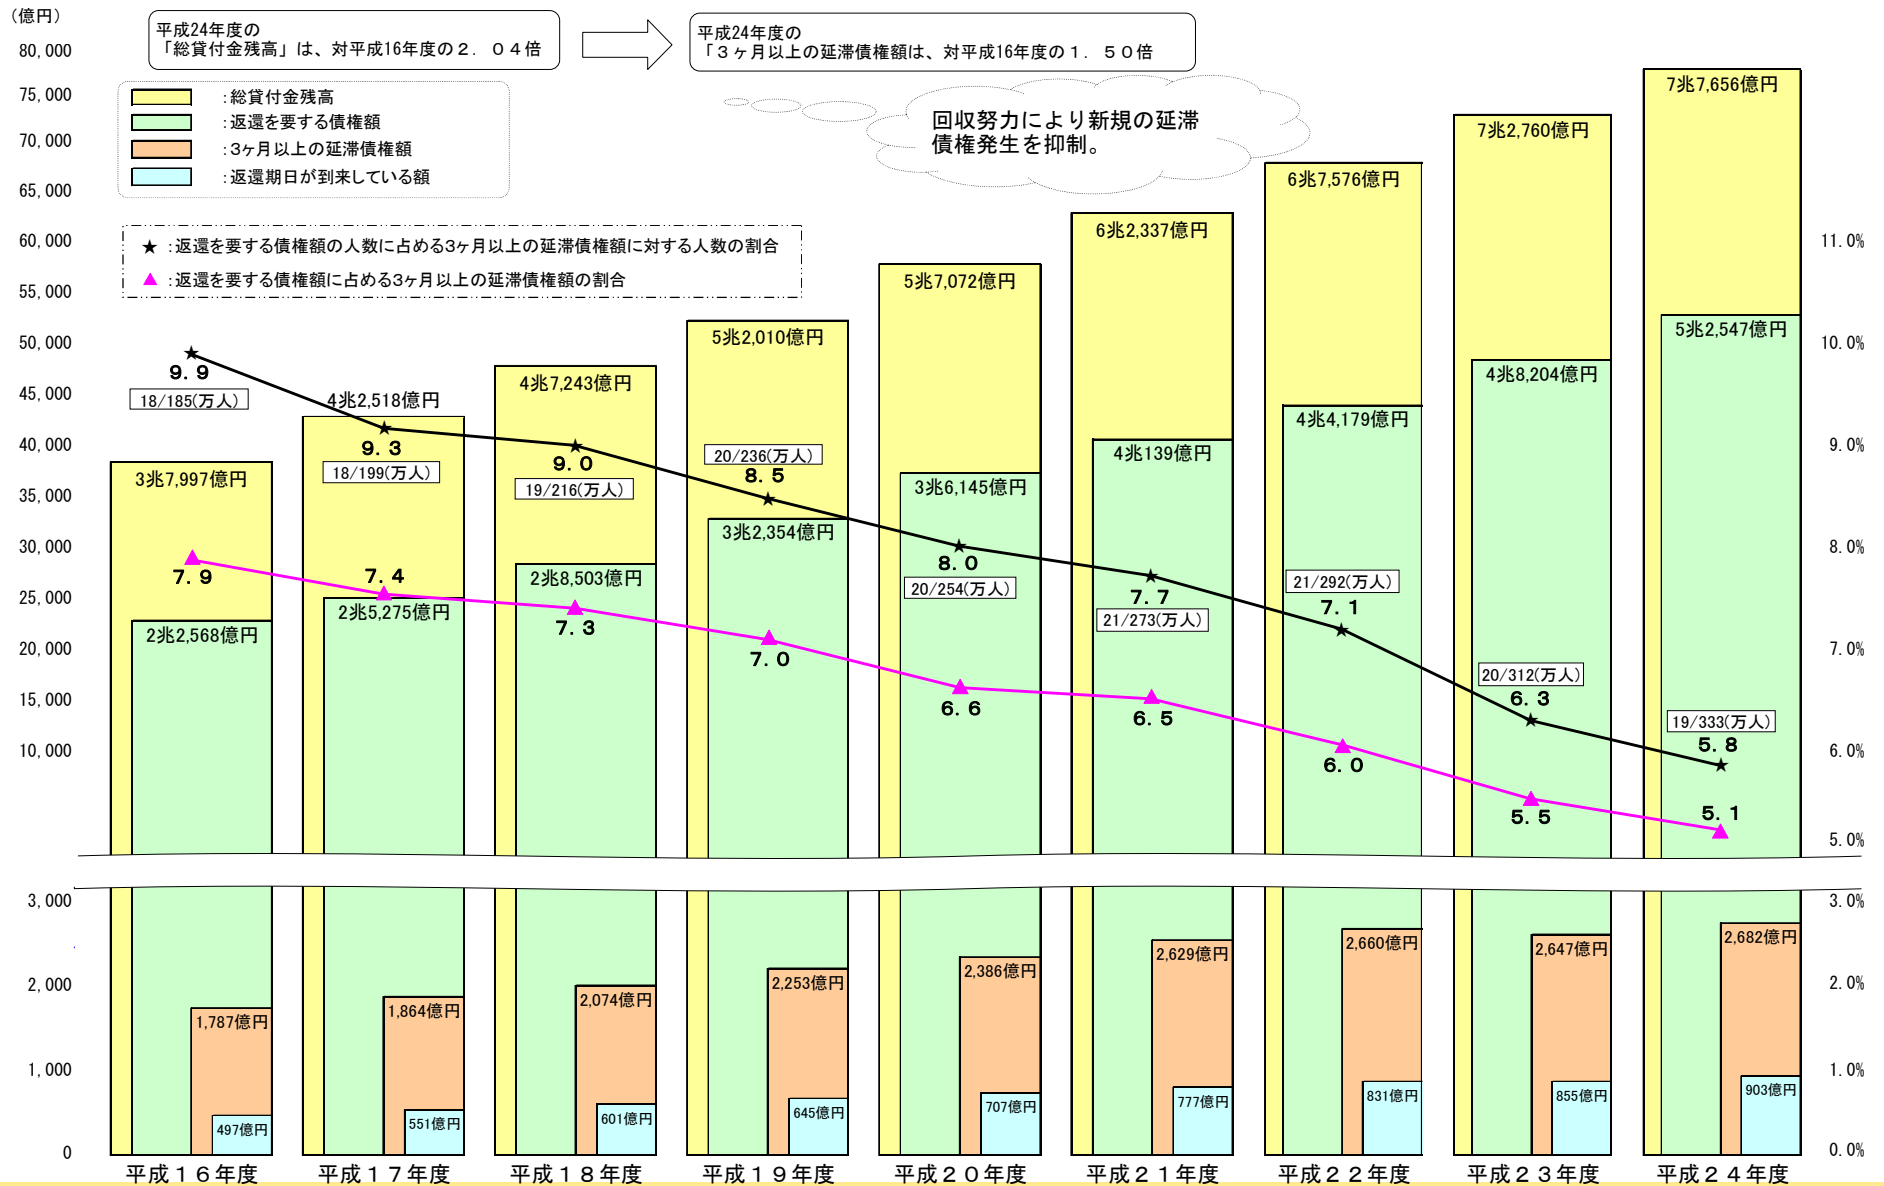 （億円）
平成24年度の
「総貸付金残高」は、対平成16年度の２．０４倍
平成24年度の
「３ヶ月以上の延滞債権額は、対平成16年度の１．５０倍
：総貸付金残高
：返還を要する債権額
：3ヶ月以上の延滞債権額
：返還期日が到来している額
回収努力により新規の延滞
債権発生を抑制。
★ ：返還を要する債権額の人数に占める3ヶ月以上の延滞債権額に対する人数の割合
▲ ：返還を要する債権額に占める3ヶ月以上の延滞債権額の割合
80,000
75,000
70,000
65,000
60,000
55,000
50,000
45,000
40,000
35,000
30,000
25,000
20,000
15,000
10,000
3,000
2,000
1,000
0
11.0%
10.0%
9.0%
8.0%
7.0%
6.0%
5.0%
3.0%
2.0%
1.0%
0.0%
3兆7,997億円
4兆2,518億円
4兆7,243億円
5兆2,010億円
5兆7,072億円
6兆2,337億円
6兆7,576億円
7兆2,760億円
7兆7,656億円
2兆2,568億円
2兆5,275億円
2兆8,503億円
3兆2,354億円
3兆6,145億円
4兆139億円
4兆4,179億円
4兆8,204億円
5兆2,547億円
９．９
18/185(万人)
９．３
18/199(万人)
９．０
19/216(万人)
20/236(万人)
８．５
８．０
20/254(万人)
７．７
21/273(万人)
21/292(万人)
７．１
20/312(万人)
６．３
19/333(万人)
５．８
７．９
７．４
７．３
７．０
６．６
６．５
６．０
５．５
５．１
1,787億円
1,864億円
2,074億円
2,253億円
2,386億円
2,629億円
2,660億円
2,647億円
2,682億円
497億円
551億円
601億円
645億円
707億円
777億円
831億円
855億円
903億円
平成１６年度
平成１７年度
平成１８年度
平成１９年度
平成２０年度
平成２１年度
平成２２年度
平成２３年度
平成２４年度